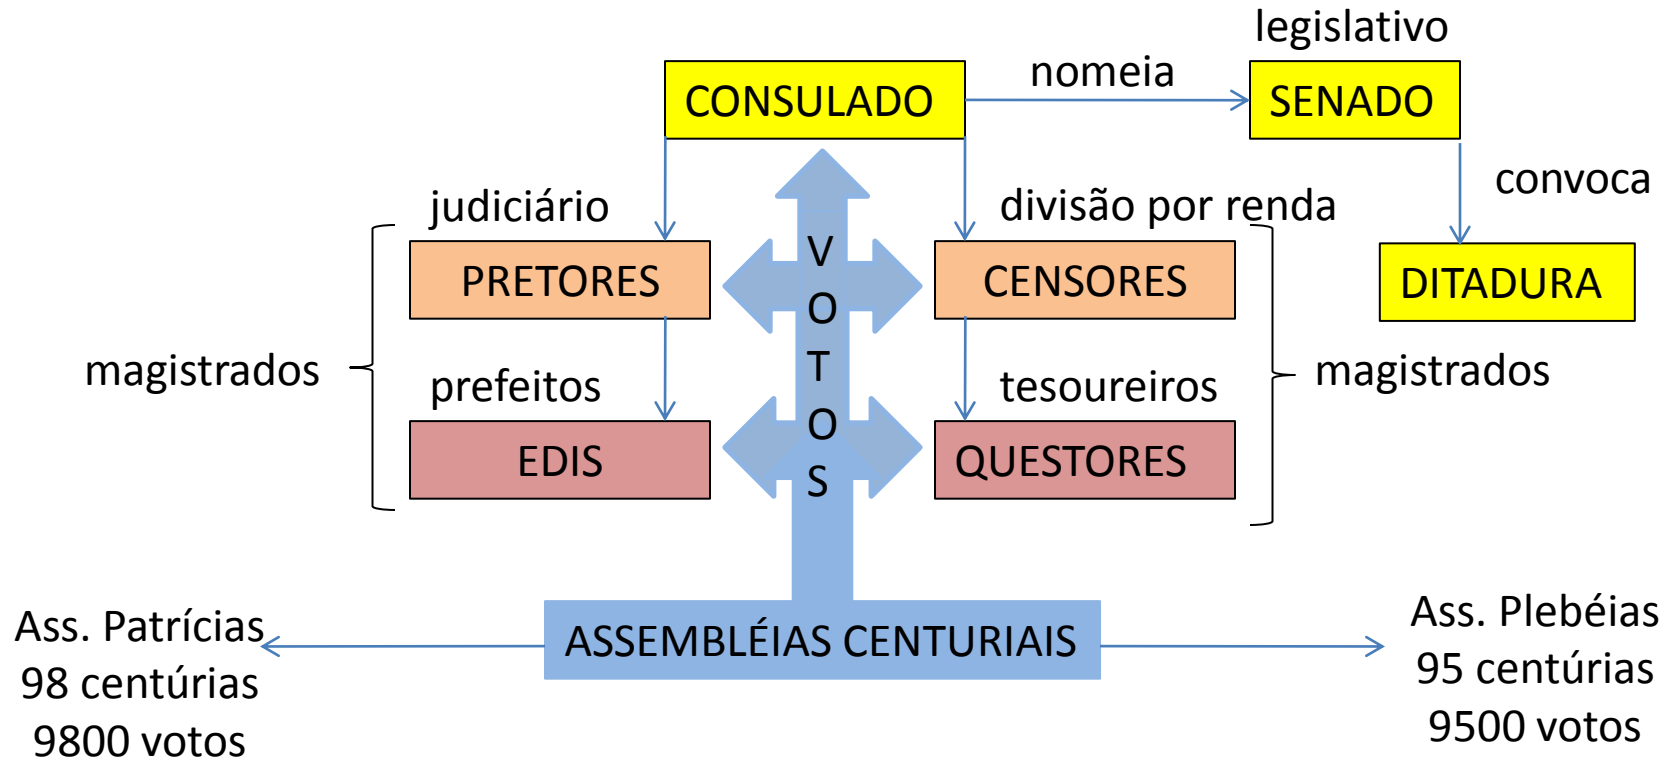 legislativo
nomeia
CONSULADO
SENADO
convoca
judiciário
divisão por renda
VOTOS
PRETORES
CENSORES
DITADURA
magistrados
magistrados
prefeitos
tesoureiros
EDIS
QUESTORES
ASSEMBLÉIAS CENTURIAIS
Ass. Patrícias
98 centúrias
9800 votos
Ass. Plebéias
95 centúrias
9500 votos